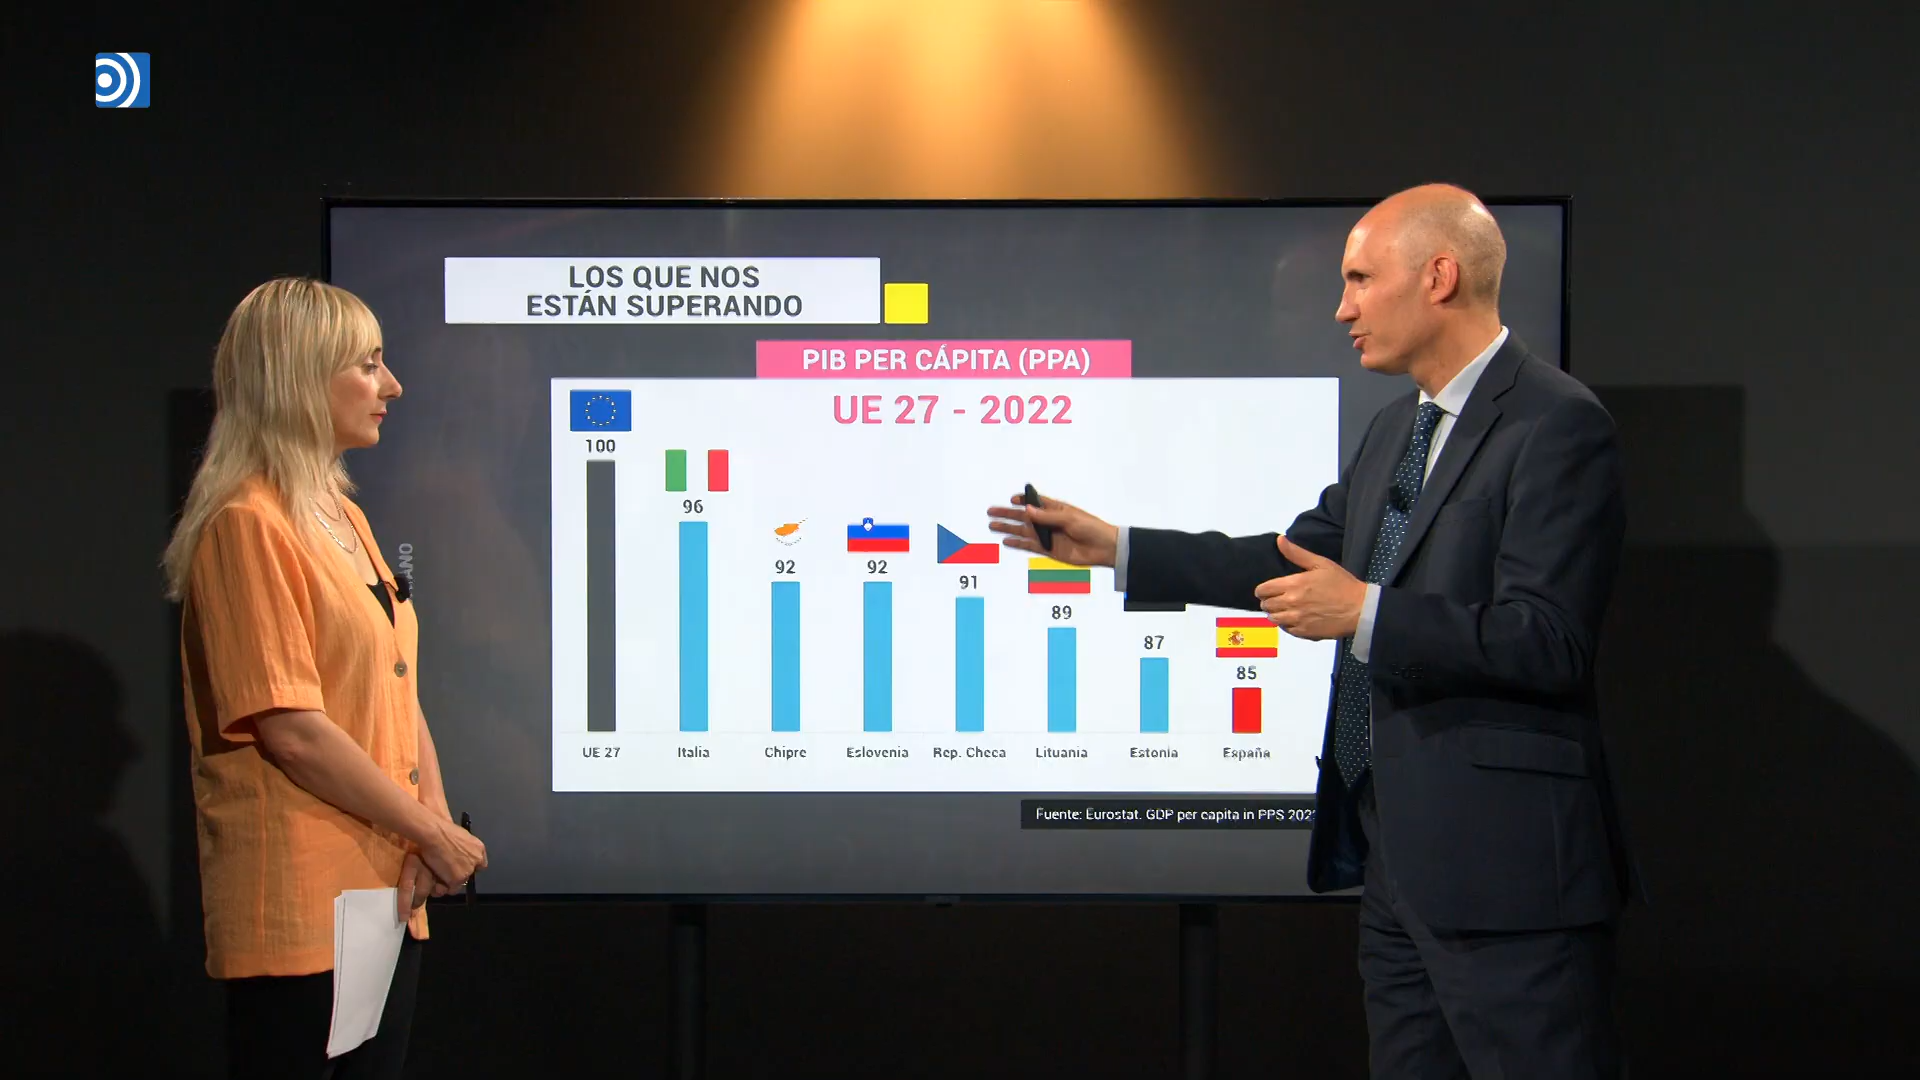 LOS QUE NOS
ESTÁN SUPERANDO
PIB PER CÁPITA (PPA)
UE 27 - 2022
100
96
92
92
91
89
87
85
UE 27
Italia
Chipre
Eslovenia
Rep. Checa
Lituania
Estonia
España
Fuente: Eurostat. GDP per capita in PPS